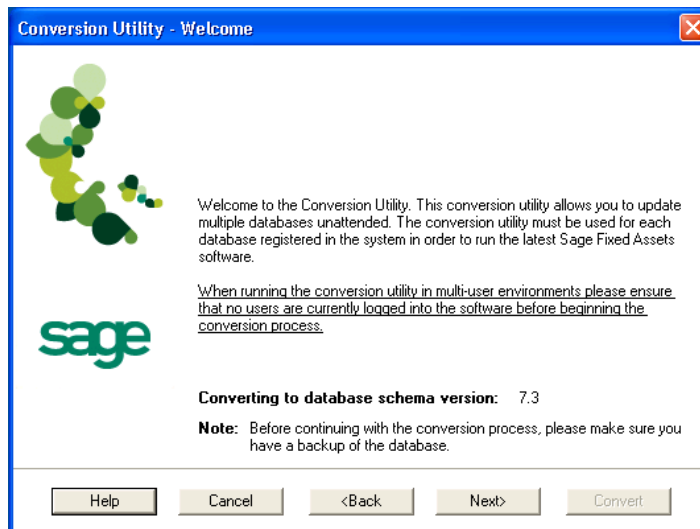 Conversion Utility - Welcome
Welcome to the Conversion Utility. This conversion utility allows you to update
multiple databases unattended. The conversion utility must be used for each
database registered in the system in order to run the latest Sage Fixed Assets
software.
When running the conversion utility in multi-user environments please ensure
that no users are currently logged into the software before beginning the
conversion process.
sage
Converting to database schema version: 7.3
Note: Before continuing with the conversion process, please make sure you
have a backup of the database.
Help Cancel <Back Next> Convert